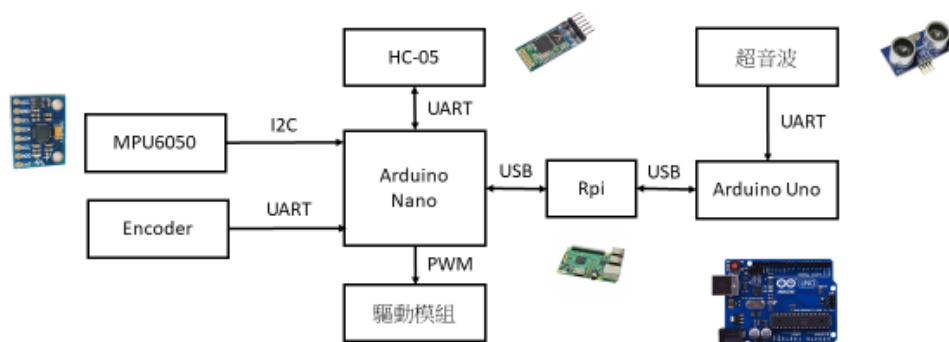 HC-05
超音波
UART
UART
MPU6050
I2C
Arduino
Nano
USB
Rpi
USB
Arduino Uno
Encoder
UART
PWM
驅動模組
UNO